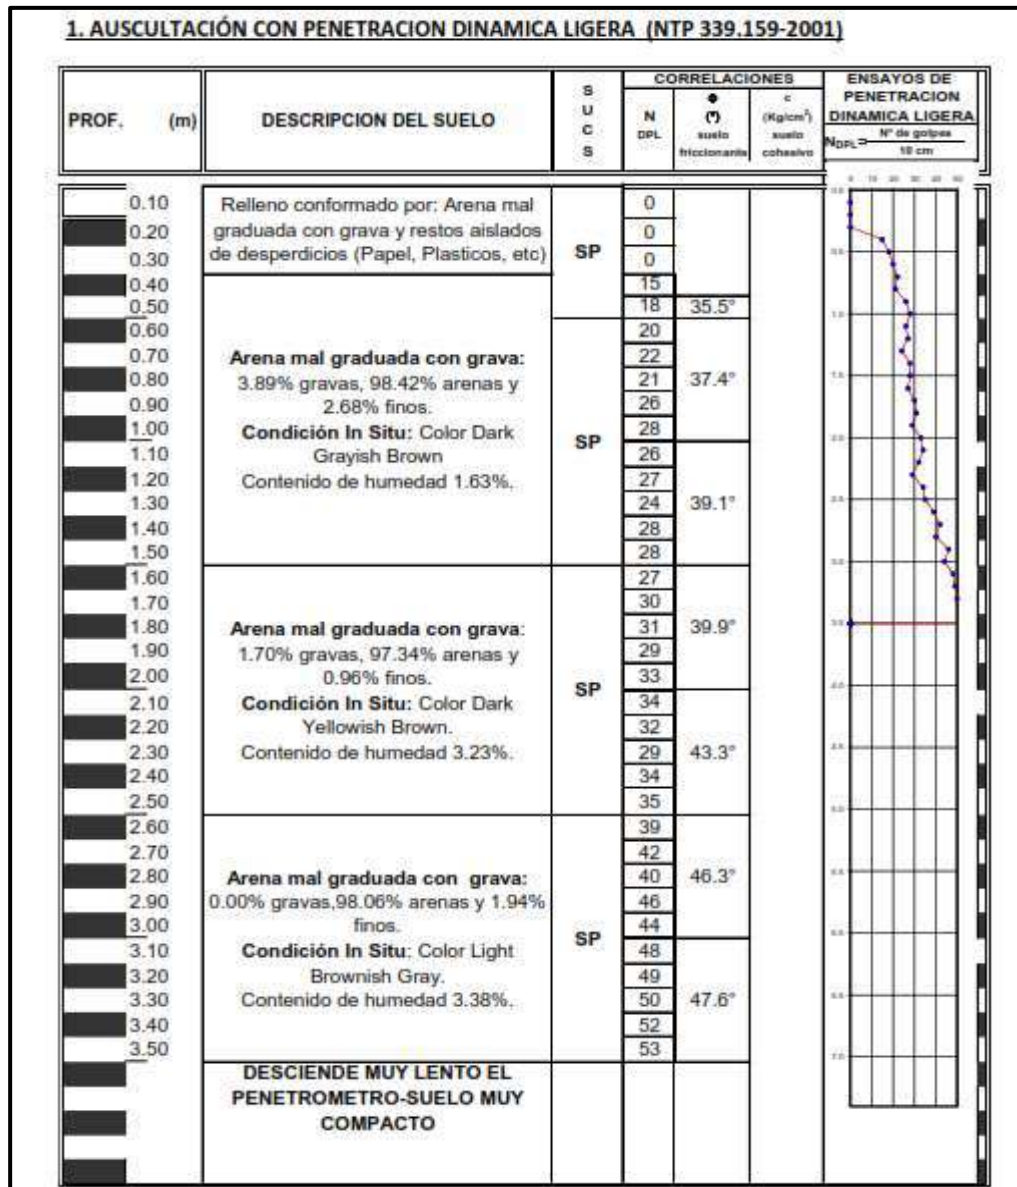 1. AUSCULTACIÓN CON PENETRACION DINAMICA LIGERA (NTP 339.159-2001)
PROF. (m)
DESCRIPCION DEL SUELO
S
U
C
S
CORRELACIONES
N
DPL
Φ
(°)
suelo
friccionante
c
(Kg/cm²)
suelo
cohesivo
ENSAYOS DE
PENETRACION
DINAMICA LIGERA
N_DPL= Nº de golpes
10 cm
0.10
0.20
0.30
0.40
0.50
0.60
0.70
0.80
0.90
1.00
1.10
1.20
1.30
1.40
1.50
1.60
1.70
1.80
1.90
2.00
2.10
2.20
2.30
2.40
2.50
2.60
2.70
2.80
2.90
3.00
3.10
3.20
3.30
3.40
3.50
Relleno conformado por: Arena mal
graduada con grava y restos aislados
de desperdicios (Papel, Plasticos, etc)
Arena mal graduada con grava:
3.89% gravas, 98.42% arenas y
2.68% finos.
Condición In Situ: Color Dark
Grayish Brown
Contenido de humedad 1.63%.
Arena mal graduada con grava:
1.70% gravas, 97.34% arenas y
0.96% finos.
Condición In Situ: Color Dark
Yellowish Brown.
Contenido de humedad 3.23%.
Arena mal graduada con grava:
0.00% gravas,98.06% arenas y 1.94%
finos.
Condición In Situ: Color Light
Brownish Gray.
Contenido de humedad 3.38%.
DESCIENDE MUY LENTO EL
PENETROMETRO-SUELO MUY
COMPACTO
SP
SP
SP
SP
0
0
0
15
18
20
22
21
26
28
26
27
24
28
28
27
30
31
29
33
34
32
29
34
35
39
42
40
46
44
48
49
50
52
53
35.5°
37.4°
39.1°
39.9°
43.3°
46.3°
47.6°